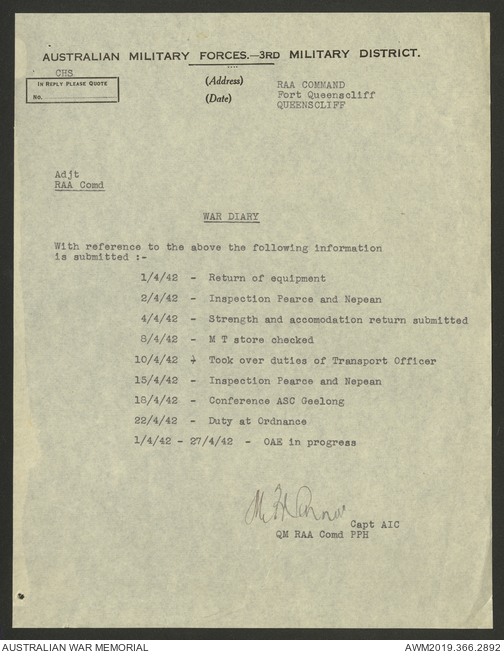 AUSTRALIAN MILITARY FORCES.—3RD MILITARY DISTRICT.
CHS
IN REPLY PLEASE QUOTE
No.
(Address) RAA COMMAND
(Date) Fort Queenscliff
QUEENSCLIFF
Adjt
RAA Comd
WAR DIARY
With reference to the above the following information
is submitted :-
1/4/42 - Return of equipment
2/4/42 - Inspection Pearce and Nepean
4/4/42 - Strength and accomodation return submitted
8/4/42 - M T store checked
10/4/42 - Took over duties of Transport Officer
15/4/42 - Inspection Pearce and Nepean
18/4/42 - Conference ASC Geelong
22/4/42 - Duty at Ordnance
1/4/42 - 27/4/42 - OAE in progress
Capt AIC
QM RAA Comd PPH
AUSTRALIAN WAR MEMORIAL
AWM2019.366.2892